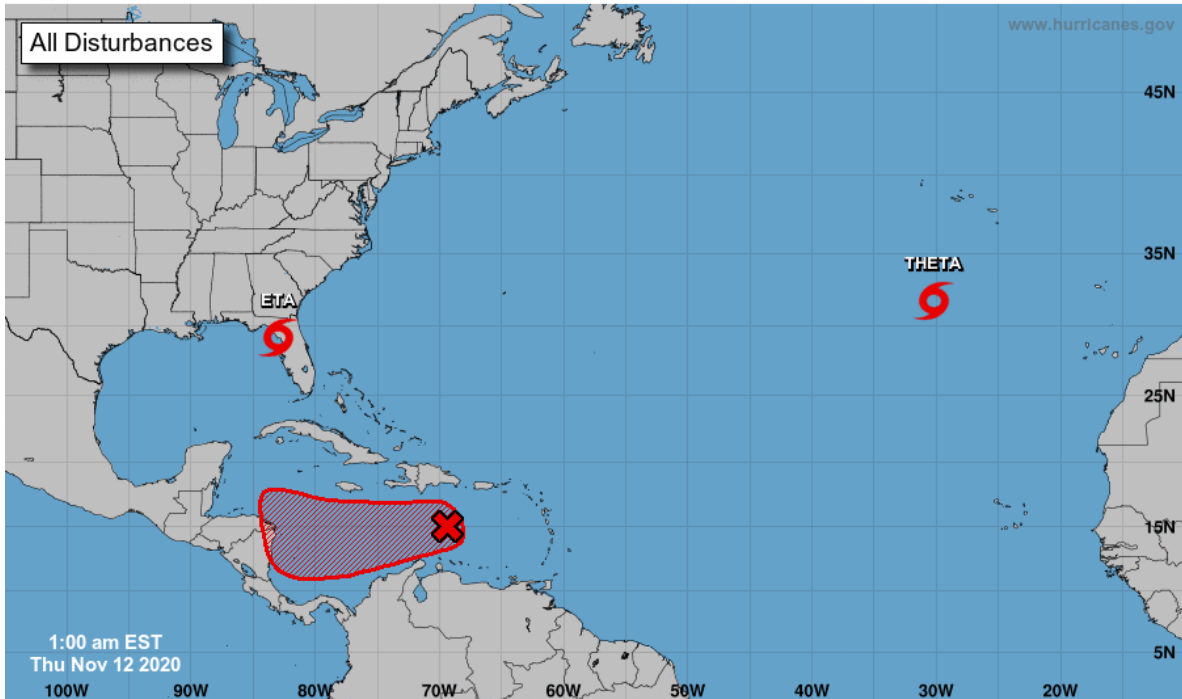 All Disturbances
www.hurricanes.gov
45N
35N
THETA
ETA
25N
15N
1:00 am EST
Thu Nov 12 2020
5N
100W 90W 80W 70W 60W 50W 40W 30W 20W 10W